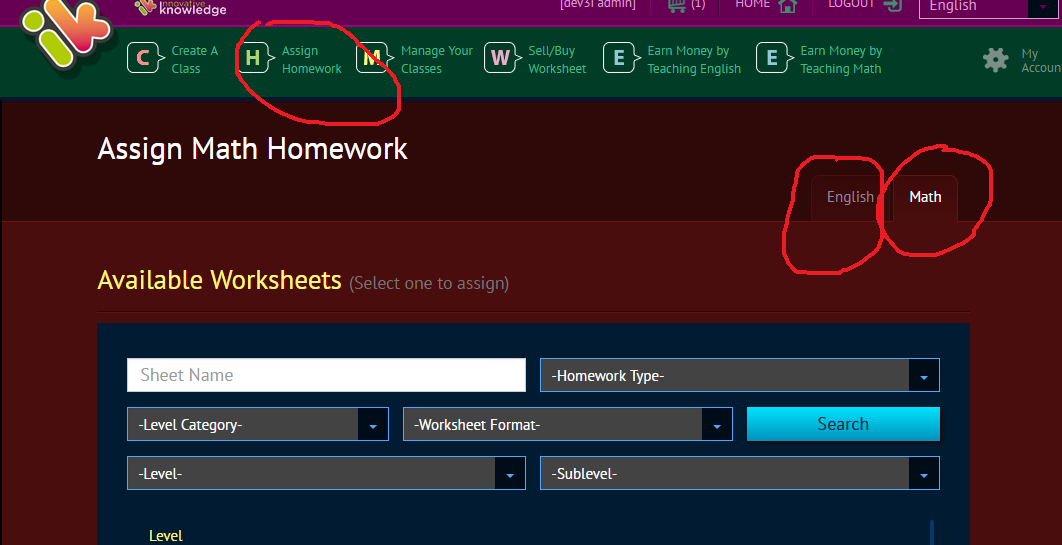 innovative
knowledge
[dev31 admin]
(1)
HOME
LOGOUT
English
C
Create A
Class
H
Assign
Homework
M
Manage Your
Classes
W
Sell/Buy
Worksheet
E
Earn Money by
Teaching English
E
Earn Money by
Teaching Math
My
Accoun
Assign Math Homework
English
Math
Available Worksheets (Select one to assign)
Sheet Name
-Homework Type-
-Level Category-
-Worksheet Format-
Search
-Level-
-Sublevel-
Level